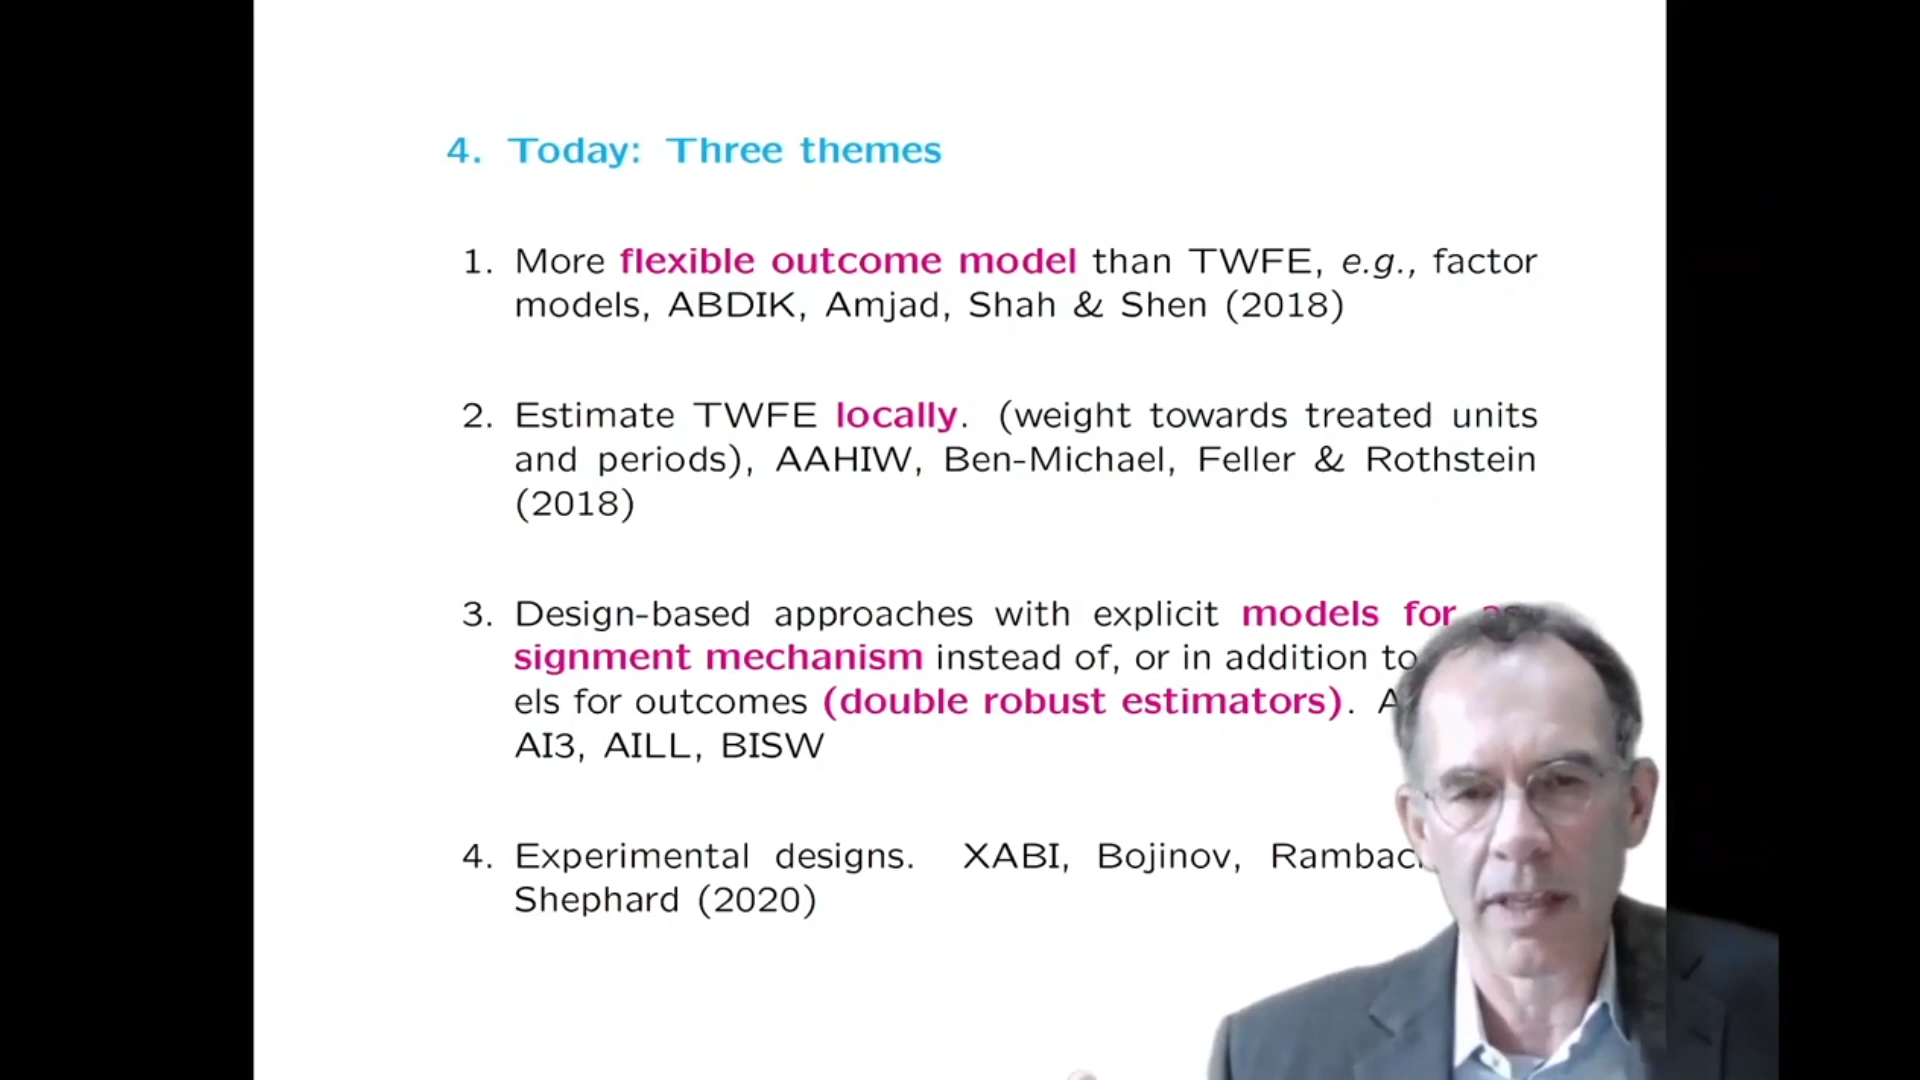 4. Today: Three themes
1. More flexible outcome model than TWFE, e.g., factor
models, ABDIK, Amjad, Shah & Shen (2018)
2. Estimate TWFE locally. (weight towards treated units
and periods), AAHIW, Ben-Michael, Feller & Rothstein
(2018)
3. Design-based approaches with explicit models for
signment mechanism instead of, or in addition to
els for outcomes (double robust estimators).
AI3, AILL, BISW
4. Experimental designs. XABI, Bojinov,
Shephard (2020)